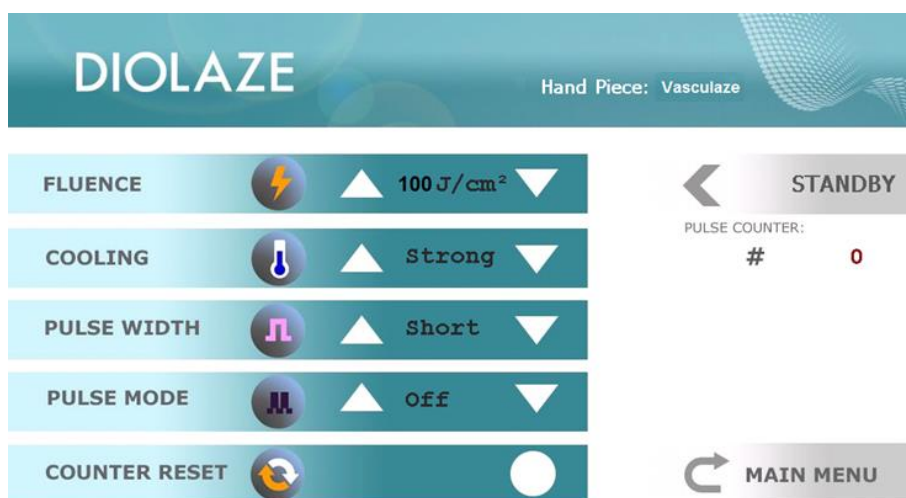 DIOLAZE
Hand Piece: Vasculaze
FLUENCE 100 J/cm²
STANDBY
PULSE COUNTER:
# 0
COOLING Strong
PULSE WIDTH Short
PULSE MODE Off
COUNTER RESET
MAIN MENU